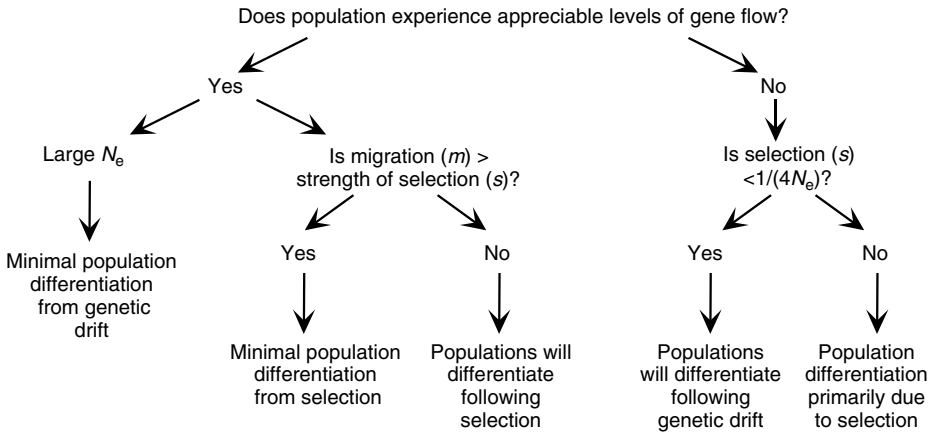 Does population experience appreciable levels of gene flow?
Yes
No
Large Ne
Is migration (m) >
strength of selection (s)?
Is selection (s)
<1/(4Ne)?
Yes
No
Yes
No
Minimal population
differentiation
from genetic
drift
Minimal population
differentiation
from selection
Populations will
differentiate
following
selection
Populations
will differentiate
following
genetic drift
Population
differentiation
primarily due
to selection